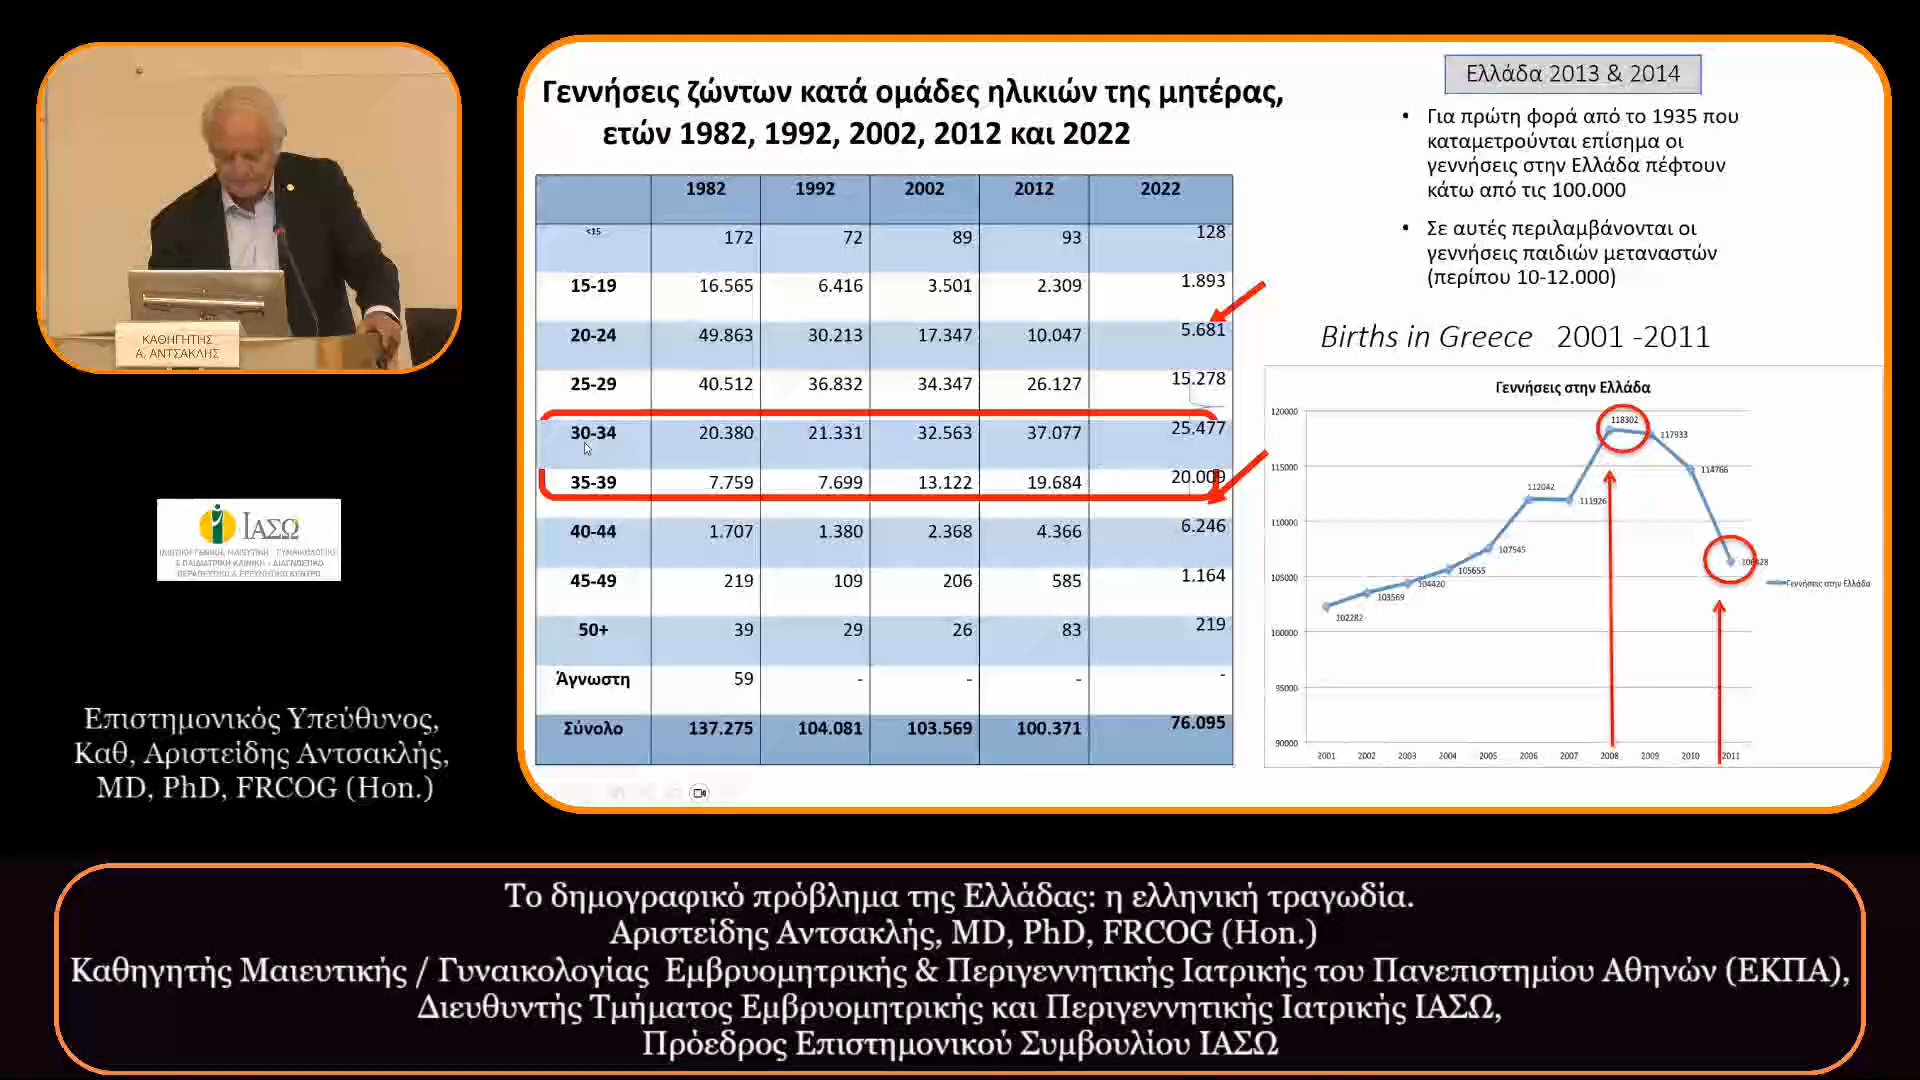 ΚΑΘΗΓΗΤΗΣ
Α. ΑΝΤΣΑΚΛΗΣ
ΙΑΣΩ
Επιστημονικός Υπεύθυνος,
Καθ, Αριστείδης Αντσακλής,
MD, PhD, FRCOG (Hon.)
Γεννήσεις ζώντων κατά ομάδες ηλικιών της μητέρας,
ετών 1982, 1992, 2002, 2012 και 2022
1982 1992 2002 2012 2022
<15 172 72 89 93 128
15-19 16.565 6.416 3.501 2.309 1.893
20-24 49.863 30.213 17.347 10.047 5.681
25-29 40.512 36.832 34.347 26.127 15.278
30-34 20.380 21.331 32.563 37.077 25.477
35-39 7.759 7.699 13.122 19.684 20.009
40-44 1.707 1.380 2.368 4.366 6.246
45-49 219 109 206 585 1.164
50+ 39 29 26 83 219
Άγνωστη 59 - - - -
Σύνολο 137.275 104.081 103.569 100.371 76.095
Ελλάδα 2013 & 2014
• Για πρώτη φορά από το 1935 που
καταμετρούνται επίσημα οι
γεννήσεις στην Ελλάδα πέφτουν
κάτω από τις 100.000
• Σε αυτές περιλαμβάνονται οι
γεννήσεις παιδιών μεταναστών
(περίπου 10-12.000)
Births in Greece 2001 -2011
Γεννήσεις στην Ελλάδα
120000
115000
110000
105000
100000
95000
90000
102282
103569
104420
105655
107545
112042
111926
118302
117933
114766
Γεννήσεις στην Ελλάδα
2001 2002 2003 2004 2005 2006 2007 2008 2009 2010 2011
Το δημογραφικό πρόβλημα της Ελλάδας: η ελληνική τραγωδία.
Αριστείδης Αντσακλής, MD, PhD, FRCOG (Hon.)
Καθηγητής Μαιευτικής / Γυναικολογίας Εμβρυομητρικής & Περιγεννητικής Ιατρικής του Πανεπιστημίου Αθηνών (ΕΚΠΑ),
Διευθυντής Τμήματος Εμβρυομητρικής και Περιγεννητικής Ιατρικής ΙΑΣΩ,
Πρόεδρος Επιστημονικού Συμβουλίου ΙΑΣΩ